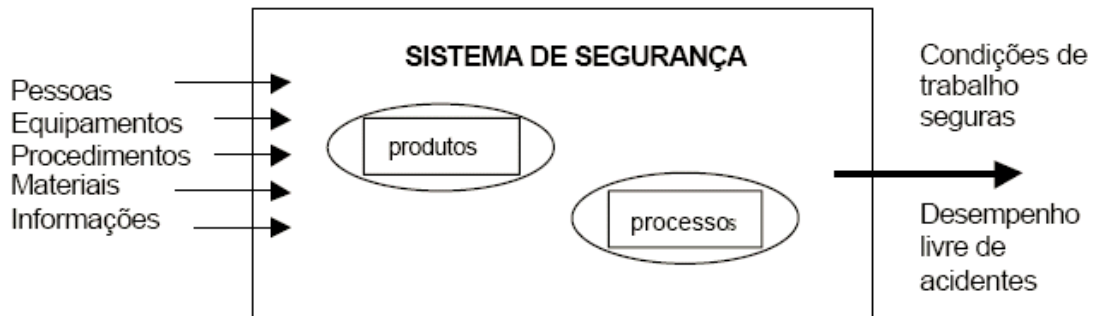 SISTEMA DE SEGURANÇA
Pessoas
Equipamentos
Procedimentos
Materiais
Informações
produtos
processos
Condições de
trabalho
seguras
Desempenho
livre de
acidentes